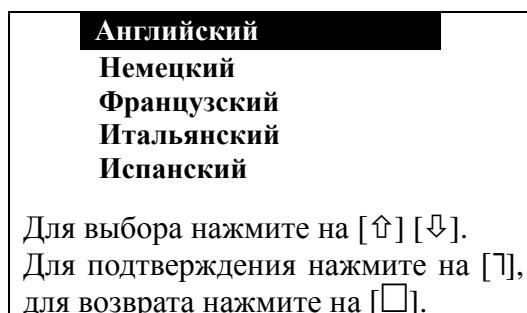 Английский
Немецкий
Французский
Итальянский
Испанский
Для выбора нажмите на [⇧] [⇩].
Для подтверждения нажмите на [⅂],
для возврата нажмите на [□].